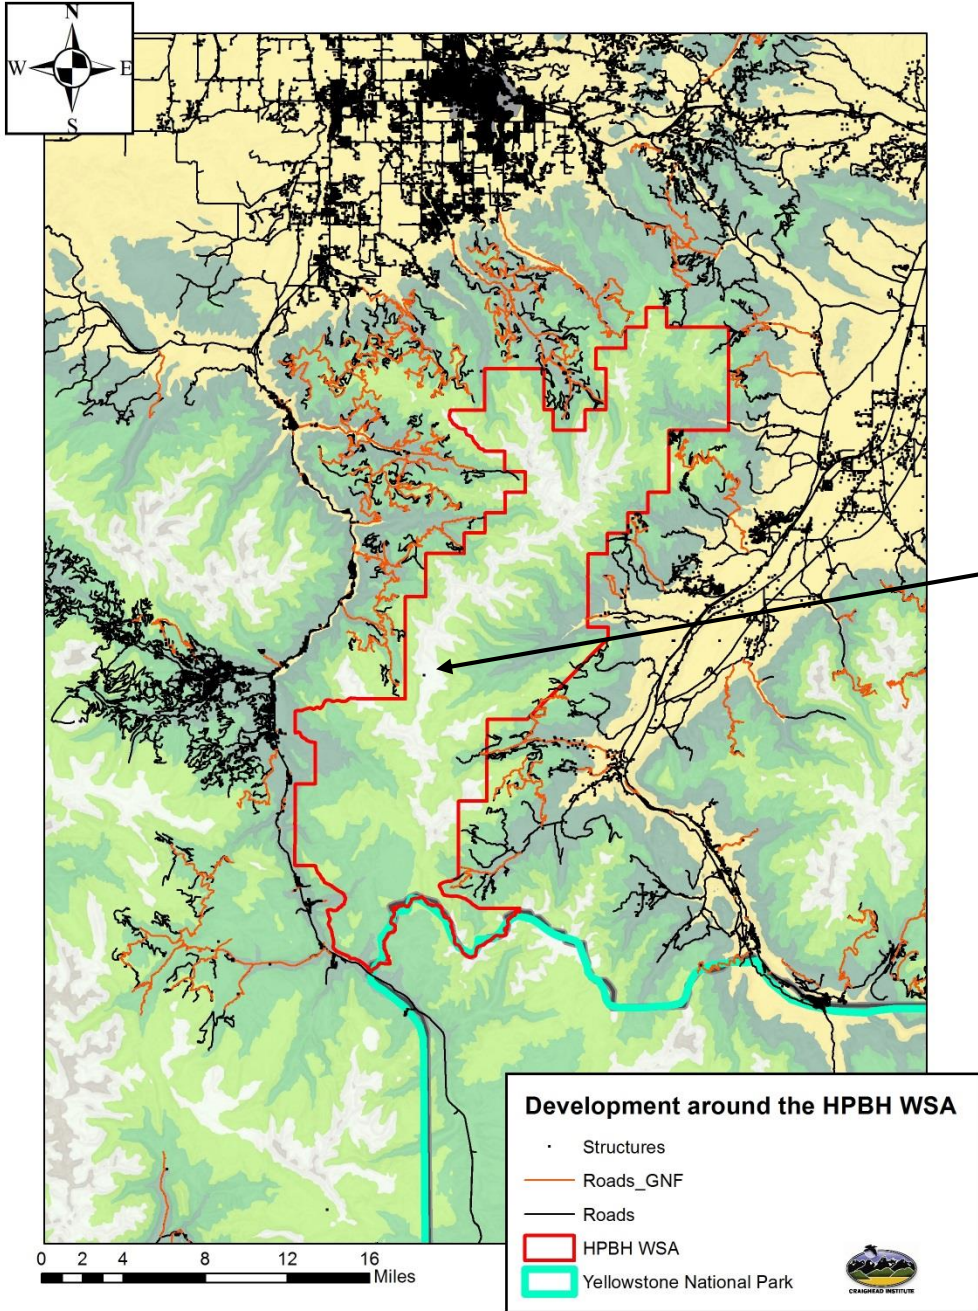 N
W E
S
Development around the HPBH WSA
Structures
Roads_GNF
Roads
HPBH WSA
Yellowstone National Park
CRAIGHEAD INSTITUTE
0 2 4 8 12 16
Miles